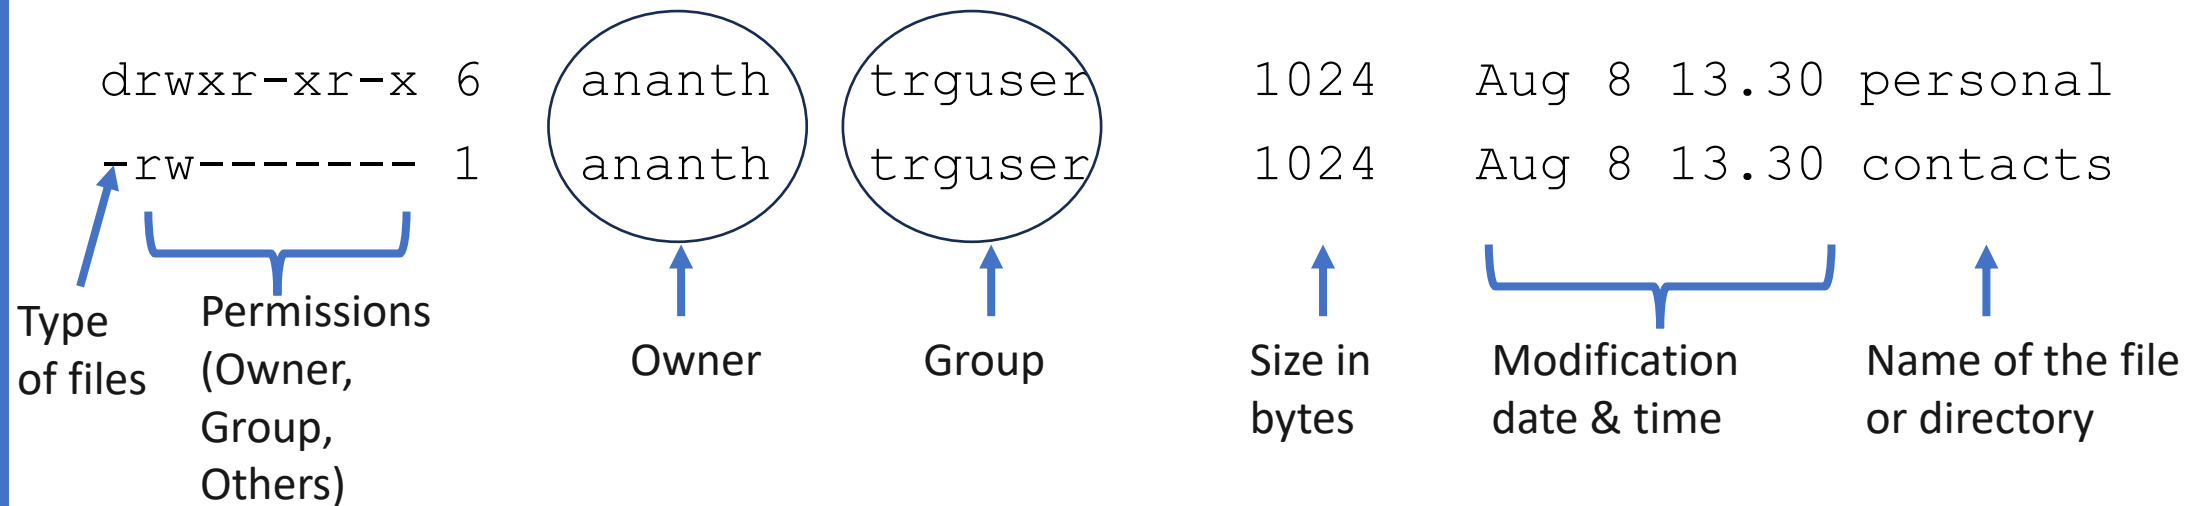 drwxr-xr-x 6 ananth trguser 1024 Aug 8 13.30 personal
-rw------- 1 ananth trguser 1024 Aug 8 13.30 contacts
Type
of files
Permissions
(Owner,
Group,
Others)
Owner
Group
Size in
bytes
Modification
date & time
Name of the file
or directory